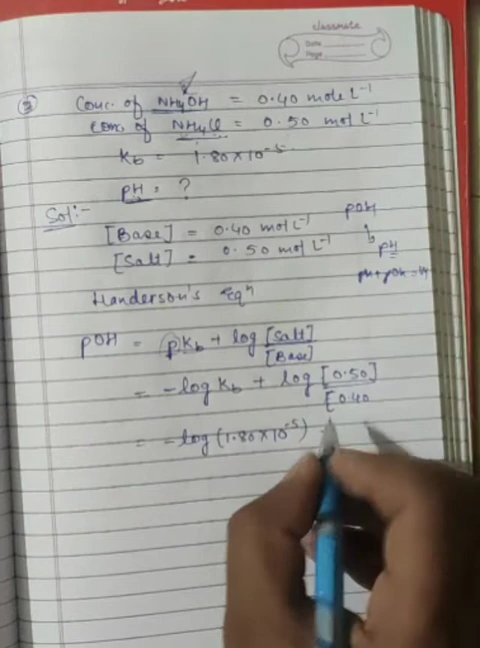 classmate
Date
Page
③ Conc. of NH4OH = 0.40 mole L⁻¹
Conc. of NH4Cl = 0.50 mol L⁻¹
Kb = 1.80 × 10⁻⁵
pH = ?
Sol:-
[Base] = 0.40 mol L⁻¹
[Salt] = 0.50 mol L⁻¹
pOH
↓
pH
pH + pOH = 14
Handerson's eqⁿ
pOH = pKb + log [Salt]
[Base]
= -log Kb + log [0.50]
[0.40
= -log (1.80 × 10⁻⁵)